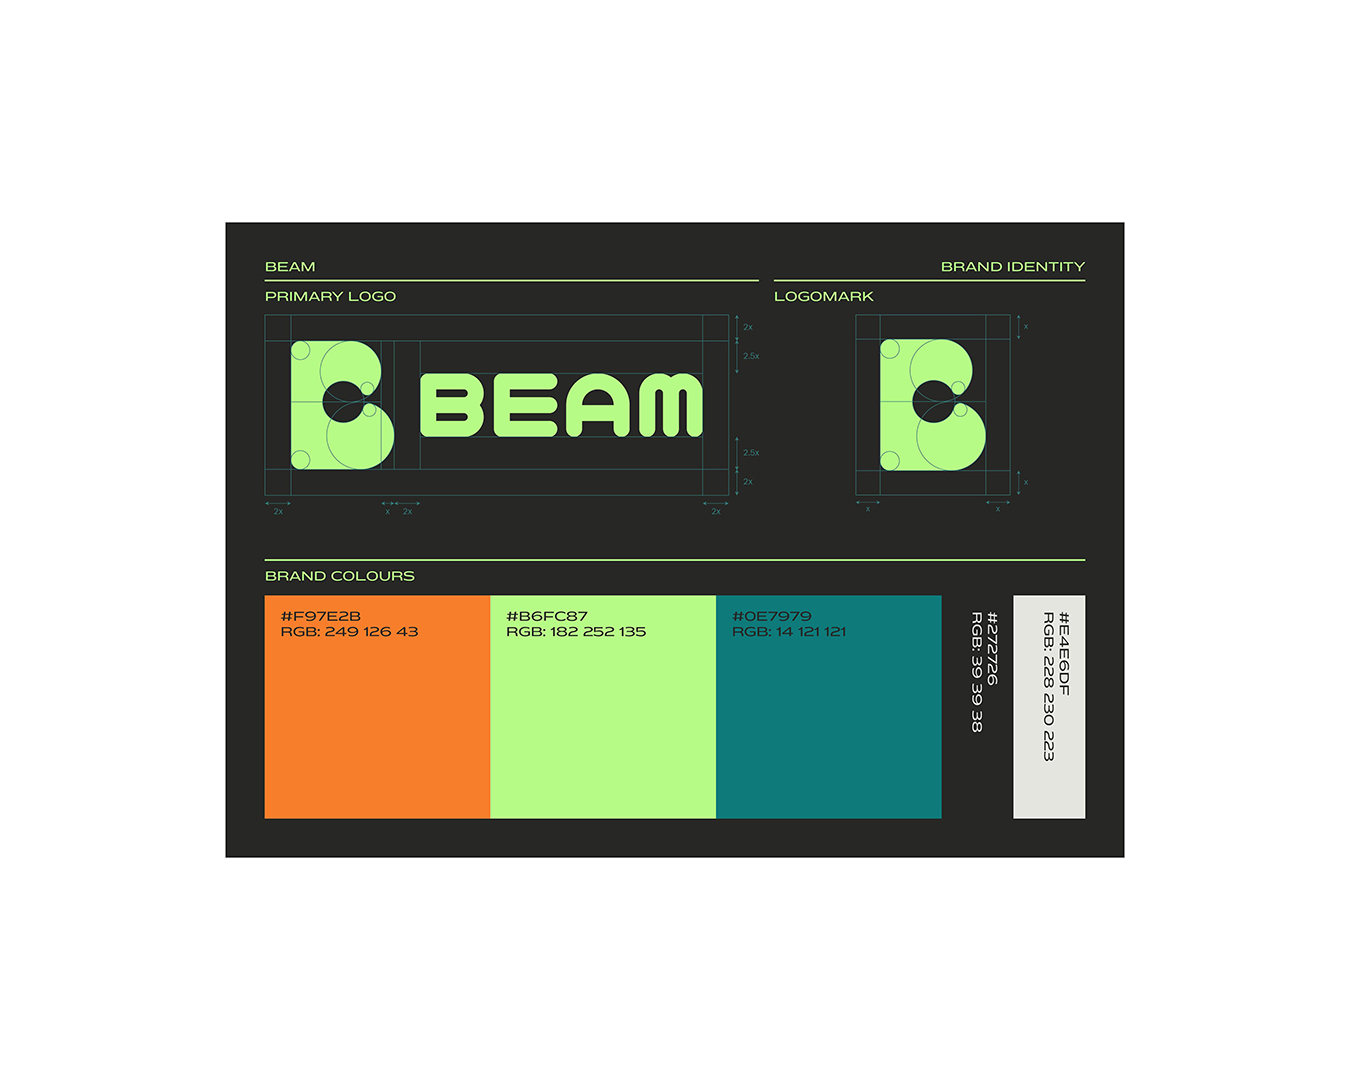 BEAM
BRAND IDENTITY
PRIMARY LOGO
LOGOMARK
BEAM
2x
2.5x
2.5x
2x
2x
x
2x
2x
x
x
x
x
BRAND COLOURS
#F97E2B
RGB: 249 126 43
#B6FC87
RGB: 182 252 135
#0E7979
RGB: 14 121 121
#272726
RGB: 39 39 38
#E4E6DF
RGB: 228 230 223